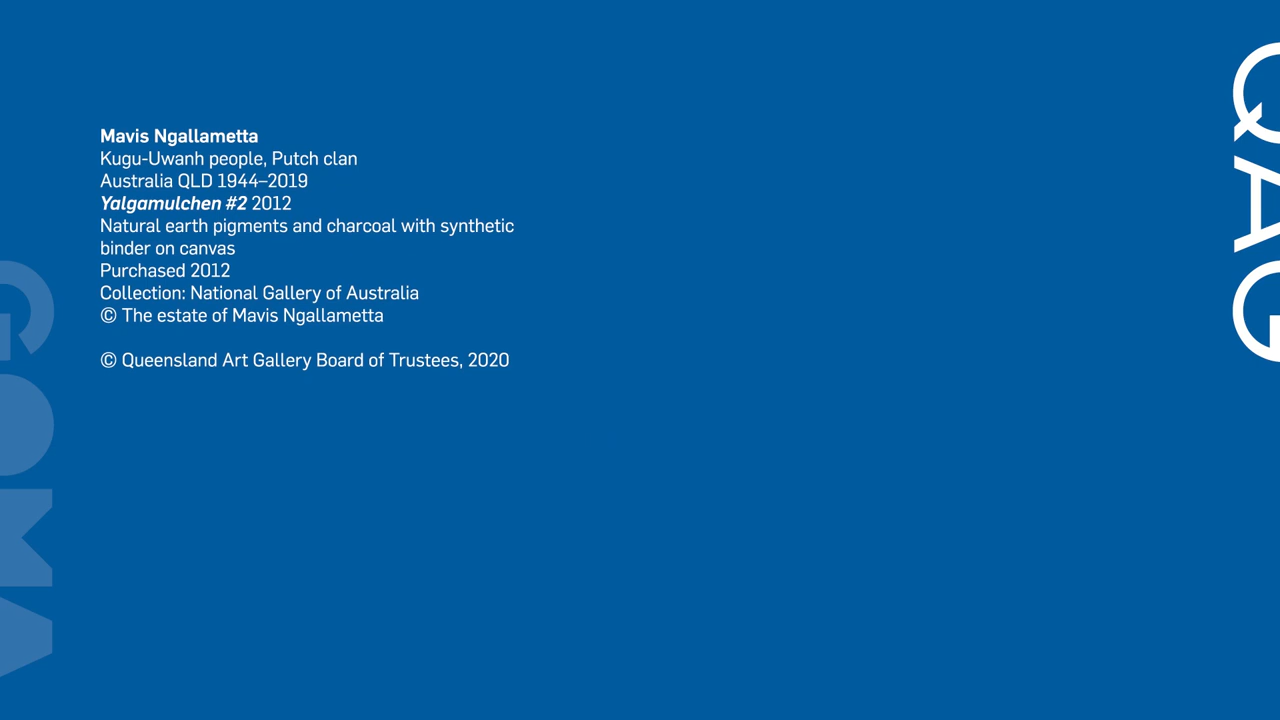 Mavis Ngallametta
Kugu-Uwanh people, Putch clan
Australia QLD 1944–2019
Yalgamulchen #2 2012
Natural earth pigments and charcoal with synthetic
binder on canvas
Purchased 2012
Collection: National Gallery of Australia
© The estate of Mavis Ngallametta
© Queensland Art Gallery Board of Trustees, 2020
QAG
GOMA